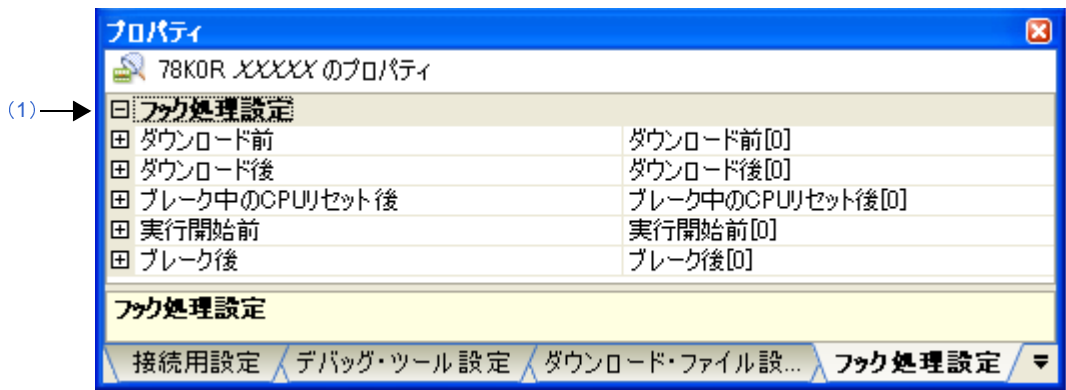 プロパティ
78K0R XXXXX のプロパティ
(1)
フック処理設定
ダウンロード前 ダウンロード前[0]
ダウンロード後 ダウンロード後[0]
ブレーク中のCPUリセット後 ブレーク中のCPUリセット後[0]
実行開始前 実行開始前[0]
ブレーク後 ブレーク後[0]
フック処理設定
接続用設定 デバッグ・ツール設定 ダウンロード・ファイル設... フック処理設定